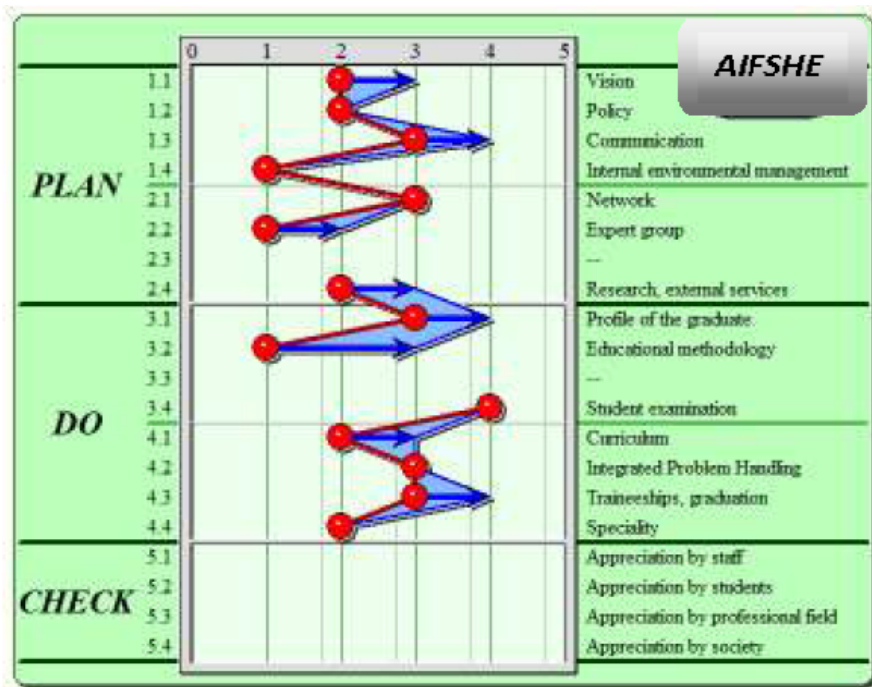 AIFSHE
0 1 2 3 4 5
PLAN
1.1 Vision
1.2 Policy
1.3 Communication
1.4 Internal environmental management
2.1 Network
2.2 Expert group
2.3 ---
2.4 Research, external services
DO
3.1 Profile of the graduate
3.2 Educational methodology
3.3 ---
3.4 Student examination
4.1 Curriculum
4.2 Integrated Problem Handling
4.3 Traineeships, graduation
4.4 Speciality
CHECK
5.1 Appreciation by staff
5.2 Appreciation by students
5.3 Appreciation by professional field
5.4 Appreciation by society